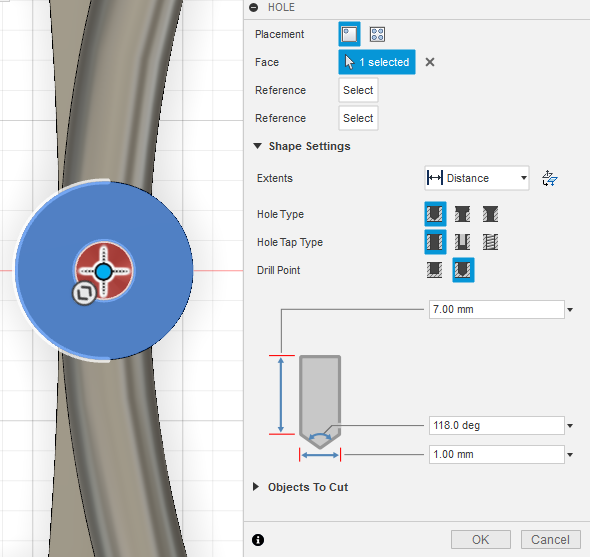 HOLE
Placement
Face
1 selected
Reference
Select
Reference
Select
Shape Settings
Extents
Distance
Hole Type
Hole Tap Type
Drill Point
7.00 mm
118.0 deg
1.00 mm
Objects To Cut
OK
Cancel